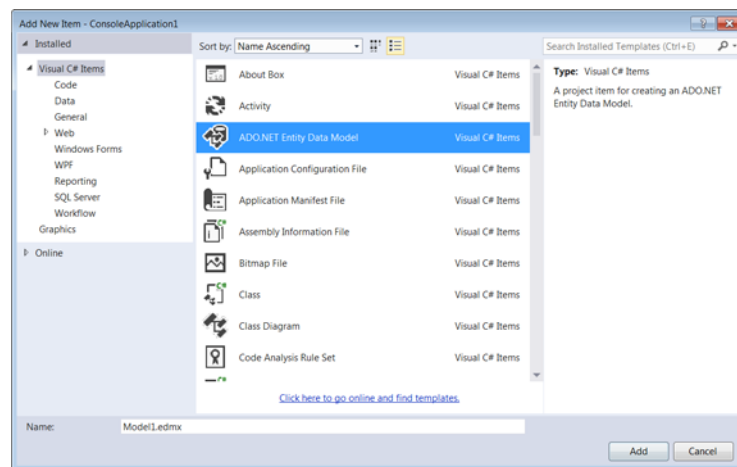 Add New Item - ConsoleApplication1
Installed
Sort by: Name Ascending
Search Installed Templates (Ctrl+E)
Visual C# Items
Code
Data
General
Web
Windows Forms
WPF
Reporting
SQL Server
Workflow
Graphics
Online
About Box Visual C# Items
Activity Visual C# Items
ADO.NET Entity Data Model Visual C# Items
Application Configuration File Visual C# Items
Application Manifest File Visual C# Items
Assembly Information File Visual C# Items
Bitmap File Visual C# Items
Class Visual C# Items
Class Diagram Visual C# Items
Code Analysis Rule Set Visual C# Items
Click here to go online and find templates.
Type: Visual C# Items
A project item for creating an ADO.NET
Entity Data Model.
Name: Model1.edmx
Add Cancel